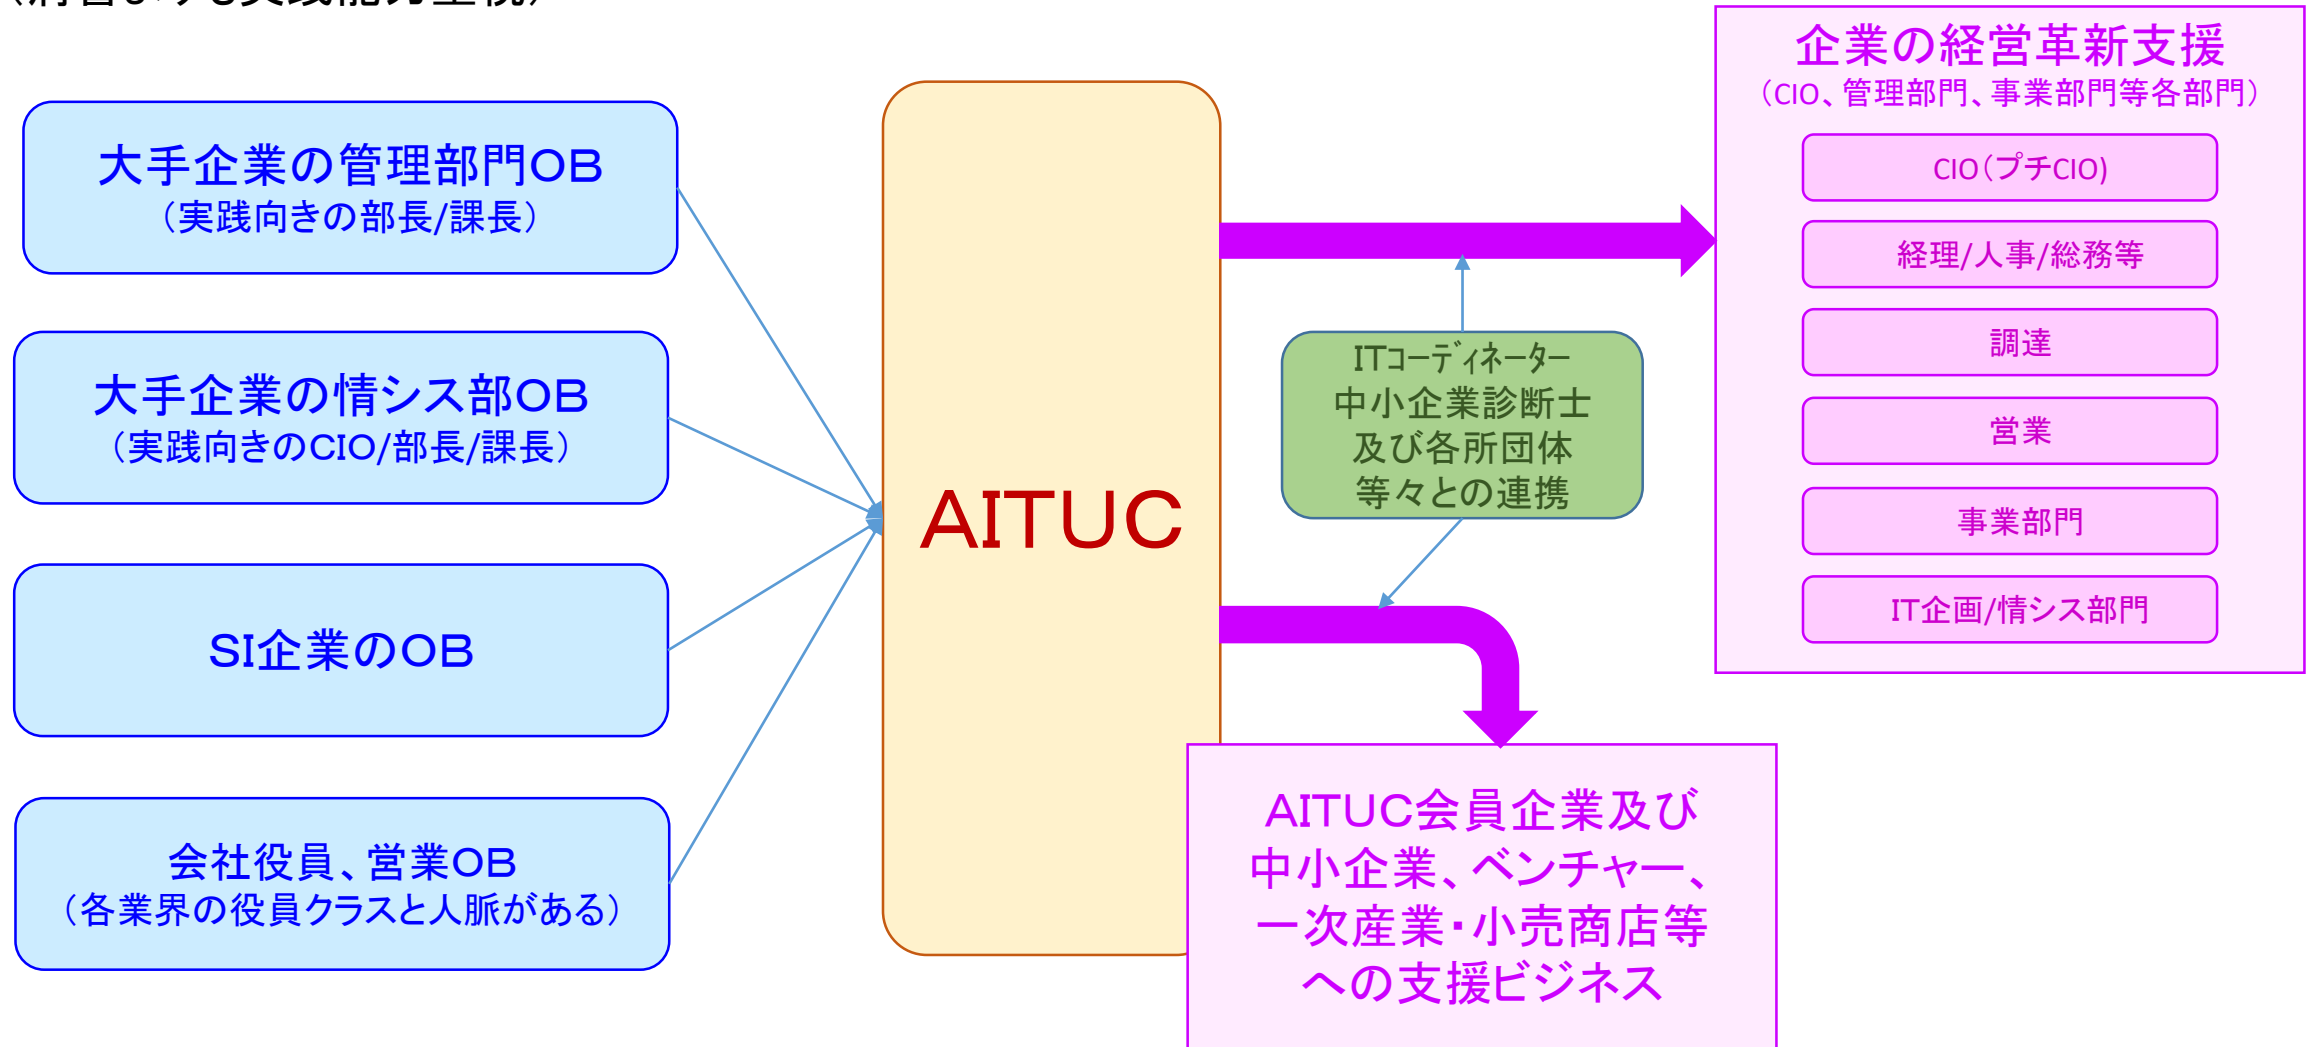 大手企業の管理部門OB
（実践向きの部長/課長）
大手企業の情シス部OB
（実践向きのCIO/部長/課長）
SI企業のOB
会社役員、営業OB
（各業界の役員クラスと人脈がある）
AITUC
ITコーディネーター
中小企業診断士
及び各所団体
等々との連携
企業の経営革新支援
（CIO、管理部門、事業部門等各部門）
CIO（プチCIO)
経理/人事/総務等
調達
営業
事業部門
IT企画/情シス部門
AITUC会員企業及び
中小企業、ベンチャー、
一次産業・小売商店等
への支援ビジネス